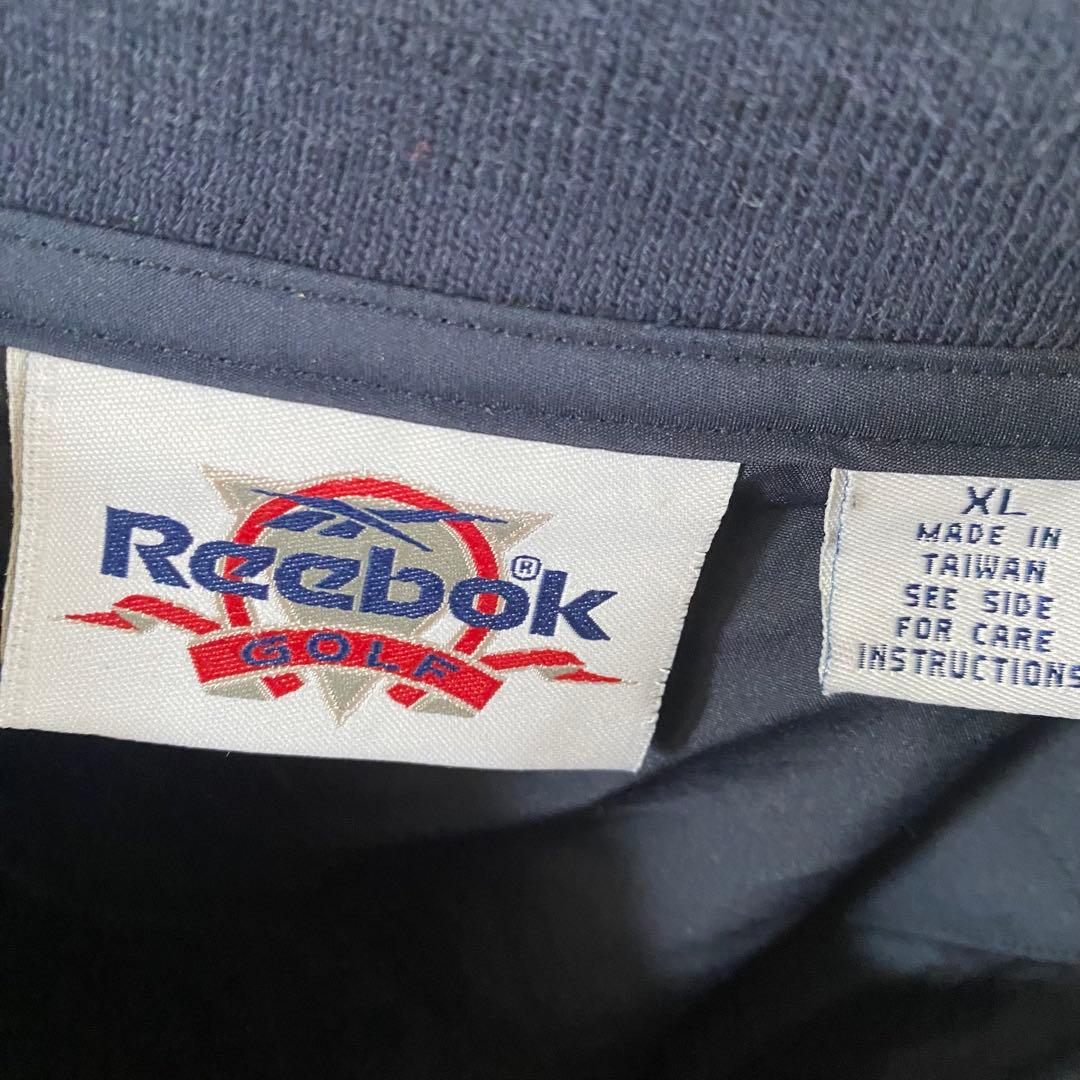 Reebok®
GOLF
XL
MADE IN
TAIWAN
SEE SIDE
FOR CARE
INSTRUCTIONS